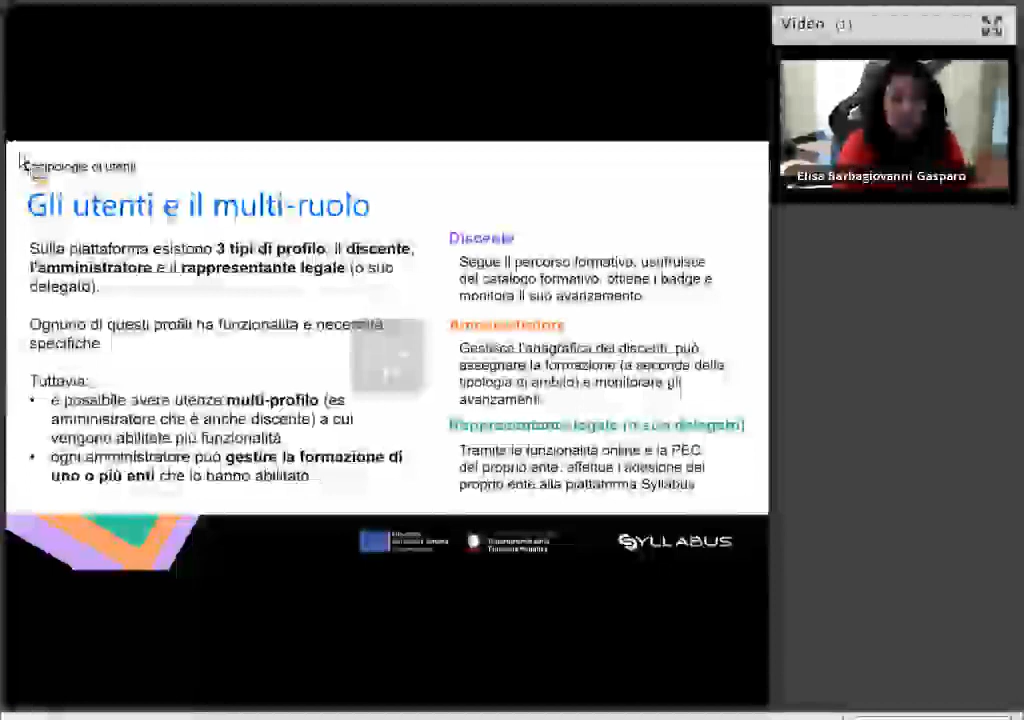 Video (1)
Elisa Barbagiovanni Gasparo
tipologie di utenti
Gli utenti e il multi-ruolo
Sulla piattaforma esistono 3 tipi di profilo, il discente,
l'amministratore e il rappresentante legale (o suo
delegato).
Ognuno di questi profili ha funzionalità e necessità
specifiche
Tuttavia:
• è possibile avere utenze multi-profilo (es
amministratore che è anche discente) a cui
vengono abilitate più funzionalità
• ogni amministratore può gestire la formazione di
uno o più enti che lo hanno abilitato
Discente
Segue il percorso formativo, usufruisce
del catalogo formativo, ottiene i badge e
monitora il suo avanzamento
Amministratore
Gestisce l'anagrafica dei discenti, può
assegnare la formazione (a seconda della
tipologia di ambito) e monitorare gli
avanzamenti.
Rappresentante legale (o suo delegato)
Tramite le funzionalità online e la PEC
del proprio ente, effettua l'adesione del
proprio ente alla piattaforma Syllabus
SYLLABUS